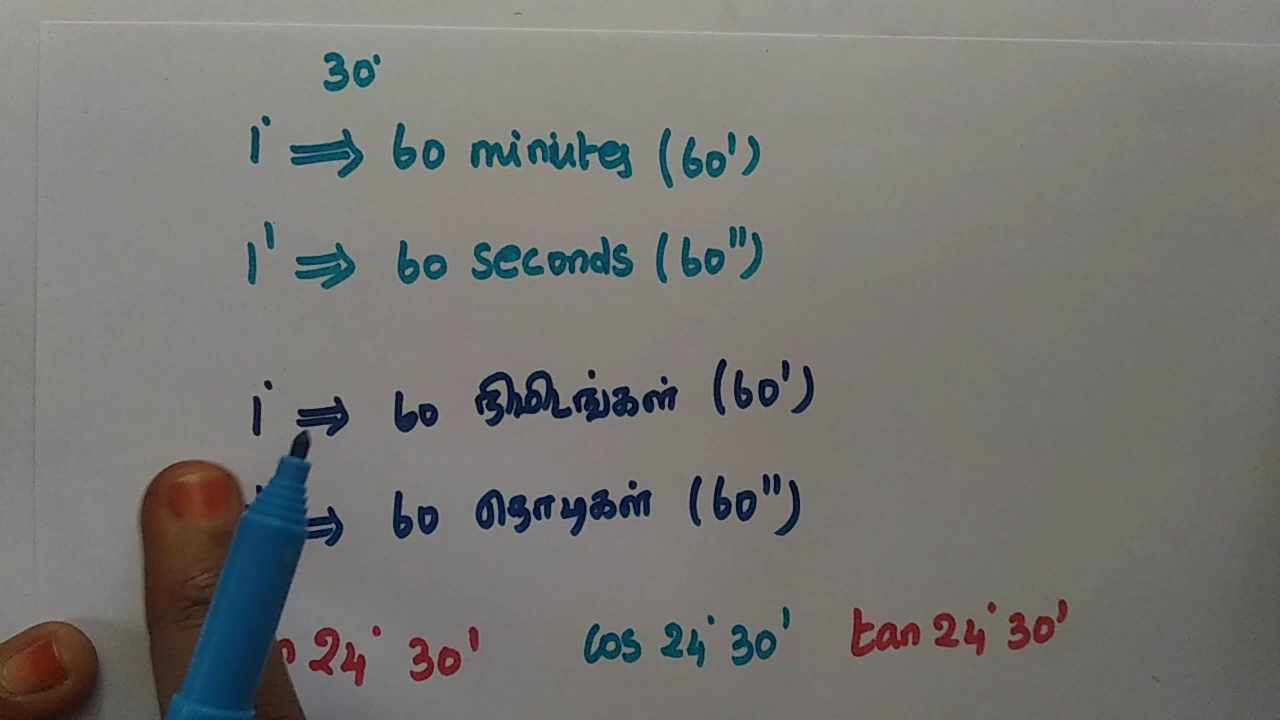 30°
1° ⟹ 60 minutes (60')
1' ⟹ 60 seconds (60")
1° ⟹ 60 நிமிடங்கள் (60')
⟹ 60 நொடிகள் (60")
24° 30' cos 24° 30' tan 24° 30'